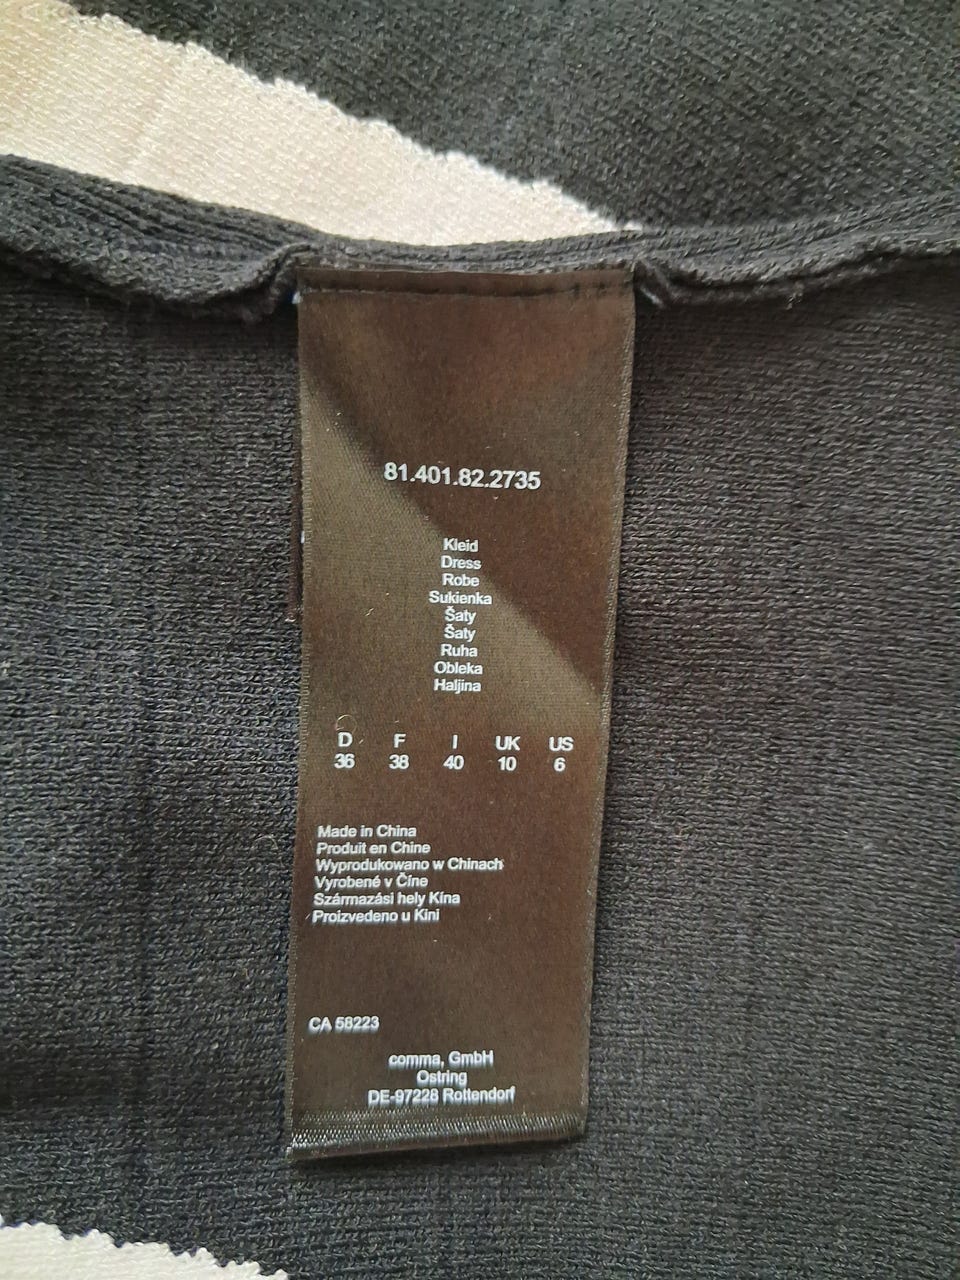 81.401.82.2735
Kleid
Dress
Robe
Sukienka
Šaty
Šaty
Ruha
Obleka
Haljina
D F I UK US
36 38 40 10 6
Made in China
Produit en Chine
Wyprodukowano w Chinach
Vyrobené v Číne
Származási hely Kína
Proizvedeno u Kini
CA 58223
comma, GmbH
Ostring
DE-97228 Rottendorf